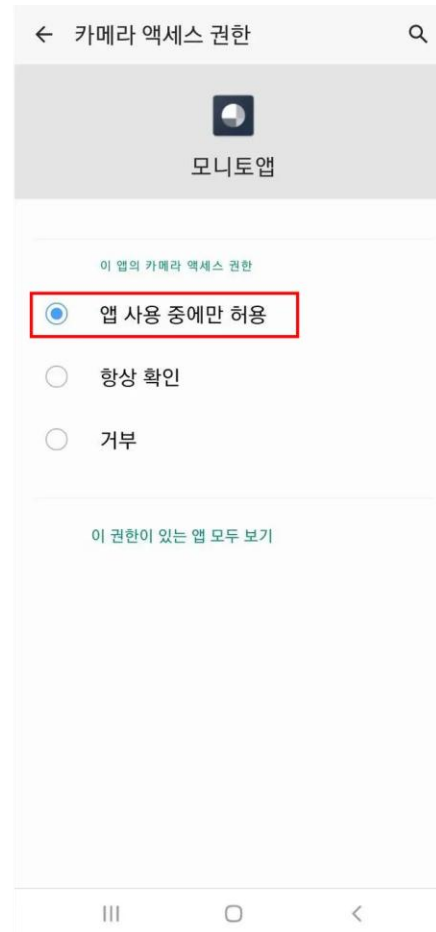 카메라 액세스 권한
모니토앱
이 앱의 카메라 액세스 권한
앱 사용 중에만 허용
항상 확인
거부
이 권한이 있는 앱 모두 보기